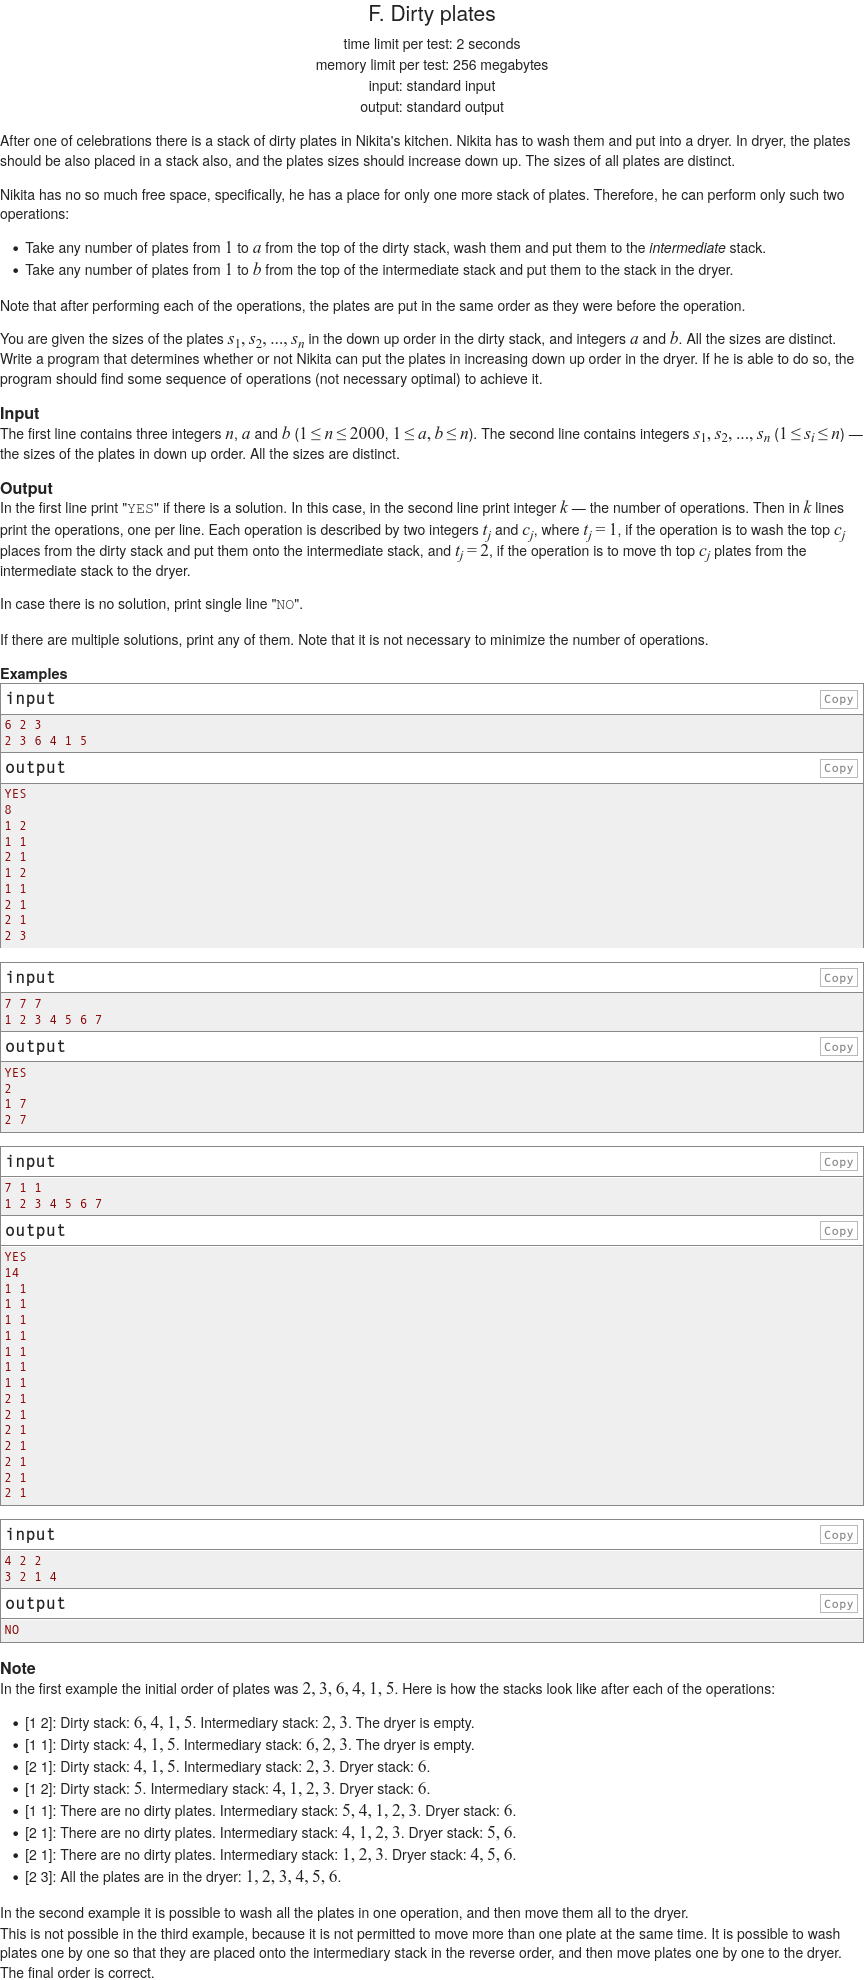 F. Dirty plates
time limit per test: 2 seconds
memory limit per test: 256 megabytes
input: standard input
output: standard output
After one of celebrations there is a stack of dirty plates in Nikita's kitchen. Nikita has to wash them and put into a dryer. In dryer, the plates
should be also placed in a stack also, and the plates sizes should increase down up. The sizes of all plates are distinct.
Nikita has no so much free space, specifically, he has a place for only one more stack of plates. Therefore, he can perform only such two
operations:
• Take any number of plates from 1 to a from the top of the dirty stack, wash them and put them to the intermediate stack.
• Take any number of plates from 1 to b from the top of the intermediate stack and put them to the stack in the dryer.
Note that after performing each of the operations, the plates are put in the same order as they were before the operation.
You are given the sizes of the plates s1, s2, ..., sn in the down up order in the dirty stack, and integers a and b. All the sizes are distinct.
Write a program that determines whether or not Nikita can put the plates in increasing down up order in the dryer. If he is able to do so, the
program should find some sequence of operations (not necessary optimal) to achieve it.
Input
The first line contains three integers n, a and b (1 ≤ n ≤ 2000, 1 ≤ a, b ≤ n). The second line contains integers s1, s2, ..., sn (1 ≤ si ≤ n) —
the sizes of the plates in down up order. All the sizes are distinct.
Output
In the first line print "YES" if there is a solution. In this case, in the second line print integer k — the number of operations. Then in k lines
print the operations, one per line. Each operation is described by two integers tj and cj, where tj = 1, if the operation is to wash the top cj
places from the dirty stack and put them onto the intermediate stack, and tj = 2, if the operation is to move th top cj plates from the
intermediate stack to the dryer.
In case there is no solution, print single line "NO".
If there are multiple solutions, print any of them. Note that it is not necessary to minimize the number of operations.
Examples
input Copy
6 2 3
2 3 6 4 1 5
output Copy
YES
8
1 2
1 1
2 1
1 2
1 1
2 1
2 1
2 3
input Copy
7 7 7
1 2 3 4 5 6 7
output Copy
YES
2
1 7
2 7
input Copy
7 1 1
1 2 3 4 5 6 7
output Copy
YES
14
1 1
1 1
1 1
1 1
1 1
1 1
1 1
2 1
2 1
2 1
2 1
2 1
2 1
2 1
input Copy
4 2 2
3 2 1 4
output Copy
NO
Note
In the first example the initial order of plates was 2, 3, 6, 4, 1, 5. Here is how the stacks look like after each of the operations:
• [1 2]: Dirty stack: 6, 4, 1, 5. Intermediary stack: 2, 3. The dryer is empty.
• [1 1]: Dirty stack: 4, 1, 5. Intermediary stack: 6, 2, 3. The dryer is empty.
• [2 1]: Dirty stack: 4, 1, 5. Intermediary stack: 2, 3. Dryer stack: 6.
• [1 2]: Dirty stack: 5. Intermediary stack: 4, 1, 2, 3. Dryer stack: 6.
• [1 1]: There are no dirty plates. Intermediary stack: 5, 4, 1, 2, 3. Dryer stack: 6.
• [2 1]: There are no dirty plates. Intermediary stack: 4, 1, 2, 3. Dryer stack: 5, 6.
• [2 1]: There are no dirty plates. Intermediary stack: 1, 2, 3. Dryer stack: 4, 5, 6.
• [2 3]: All the plates are in the dryer: 1, 2, 3, 4, 5, 6.
In the second example it is possible to wash all the plates in one operation, and then move them all to the dryer.
This is not possible in the third example, because it is not permitted to move more than one plate at the same time. It is possible to wash
plates one by one so that they are placed onto the intermediary stack in the reverse order, and then move plates one by one to the dryer.
The final order is correct.